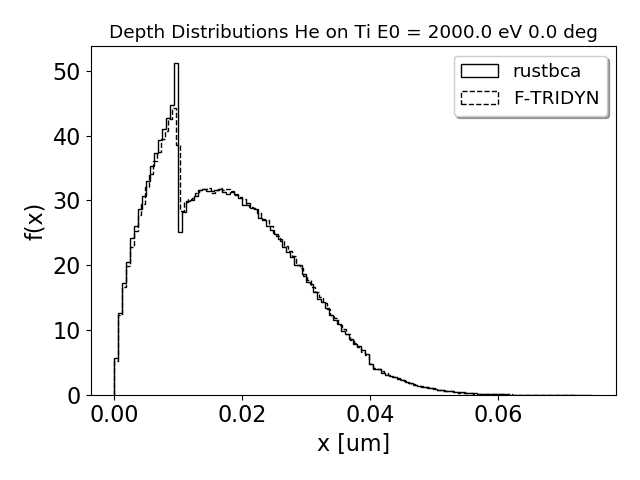 Depth Distributions He on Ti E0 = 2000.0 eV 0.0 deg
rustbca
F-TRIDYN
f(x)
50
40
30
20
10
0
0.00 0.02 0.04 0.06
x [um]